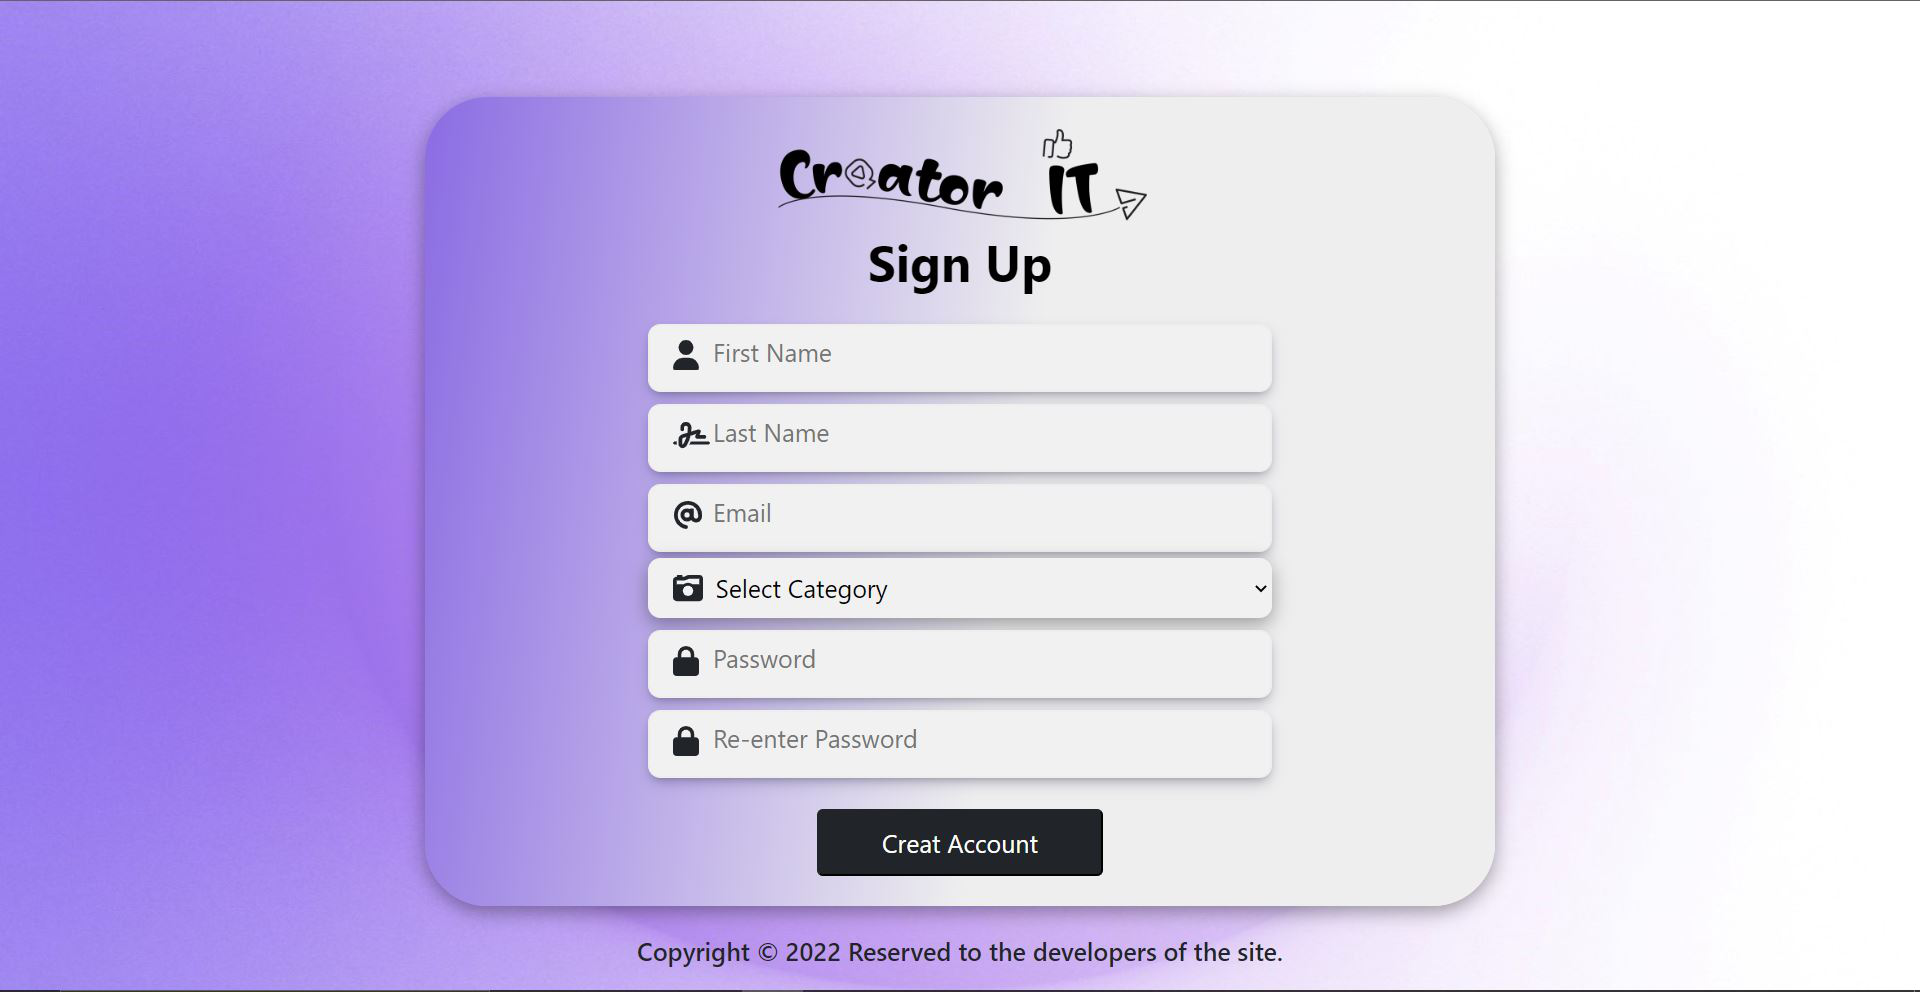 Creator IT
Sign Up
First Name
Last Name
Email
Select Category
Password
Re-enter Password
Creat Account
Copyright © 2022 Reserved to the developers of the site.